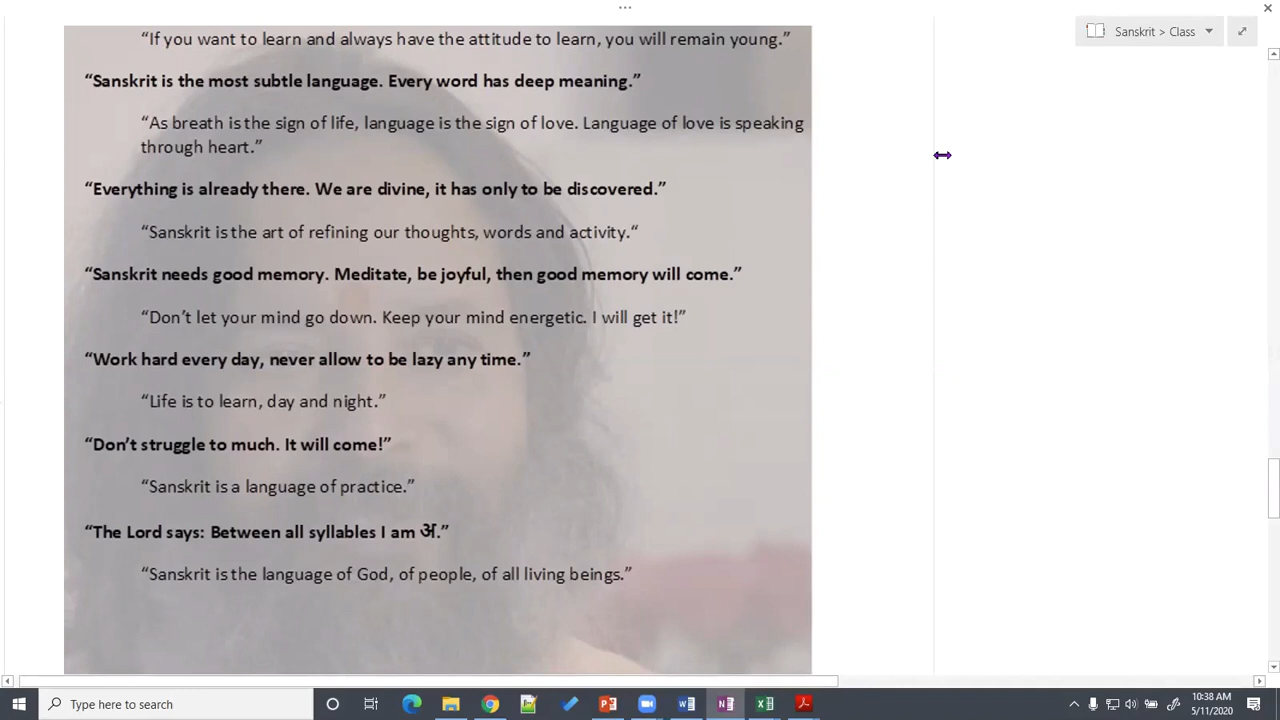 Sanskrit > Class
“If you want to learn and always have the attitude to learn, you will remain young.”
“Sanskrit is the most subtle language. Every word has deep meaning.”
“As breath is the sign of life, language is the sign of love. Language of love is speaking
through heart.”
“Everything is already there. We are divine, it has only to be discovered.”
“Sanskrit is the art of refining our thoughts, words and activity.“
“Sanskrit needs good memory. Meditate, be joyful, then good memory will come.”
“Don’t let your mind go down. Keep your mind energetic. I will get it!”
“Work hard every day, never allow to be lazy any time.”
“Life is to learn, day and night.”
“Don’t struggle to much. It will come!”
“Sanskrit is a language of practice.”
“The Lord says: Between all syllables I am अ.”
“Sanskrit is the language of God, of people, of all living beings.”
Type here to search
10:38 AM
5/11/2020